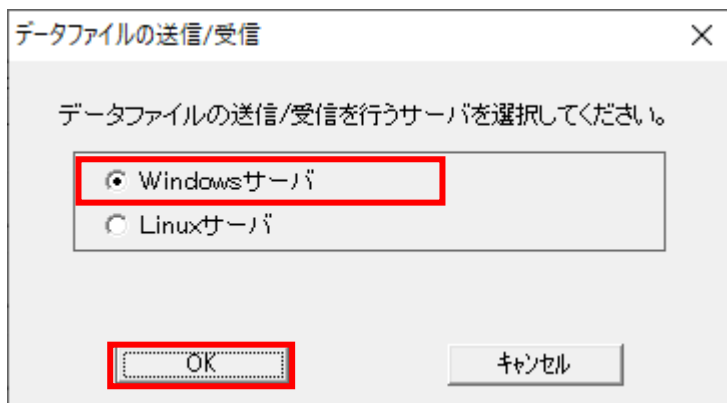 データファイルの送信/受信
データファイルの送信/受信を行うサーバを選択してください。
Windowsサーバ
Linuxサーバ
OK
キャンセル